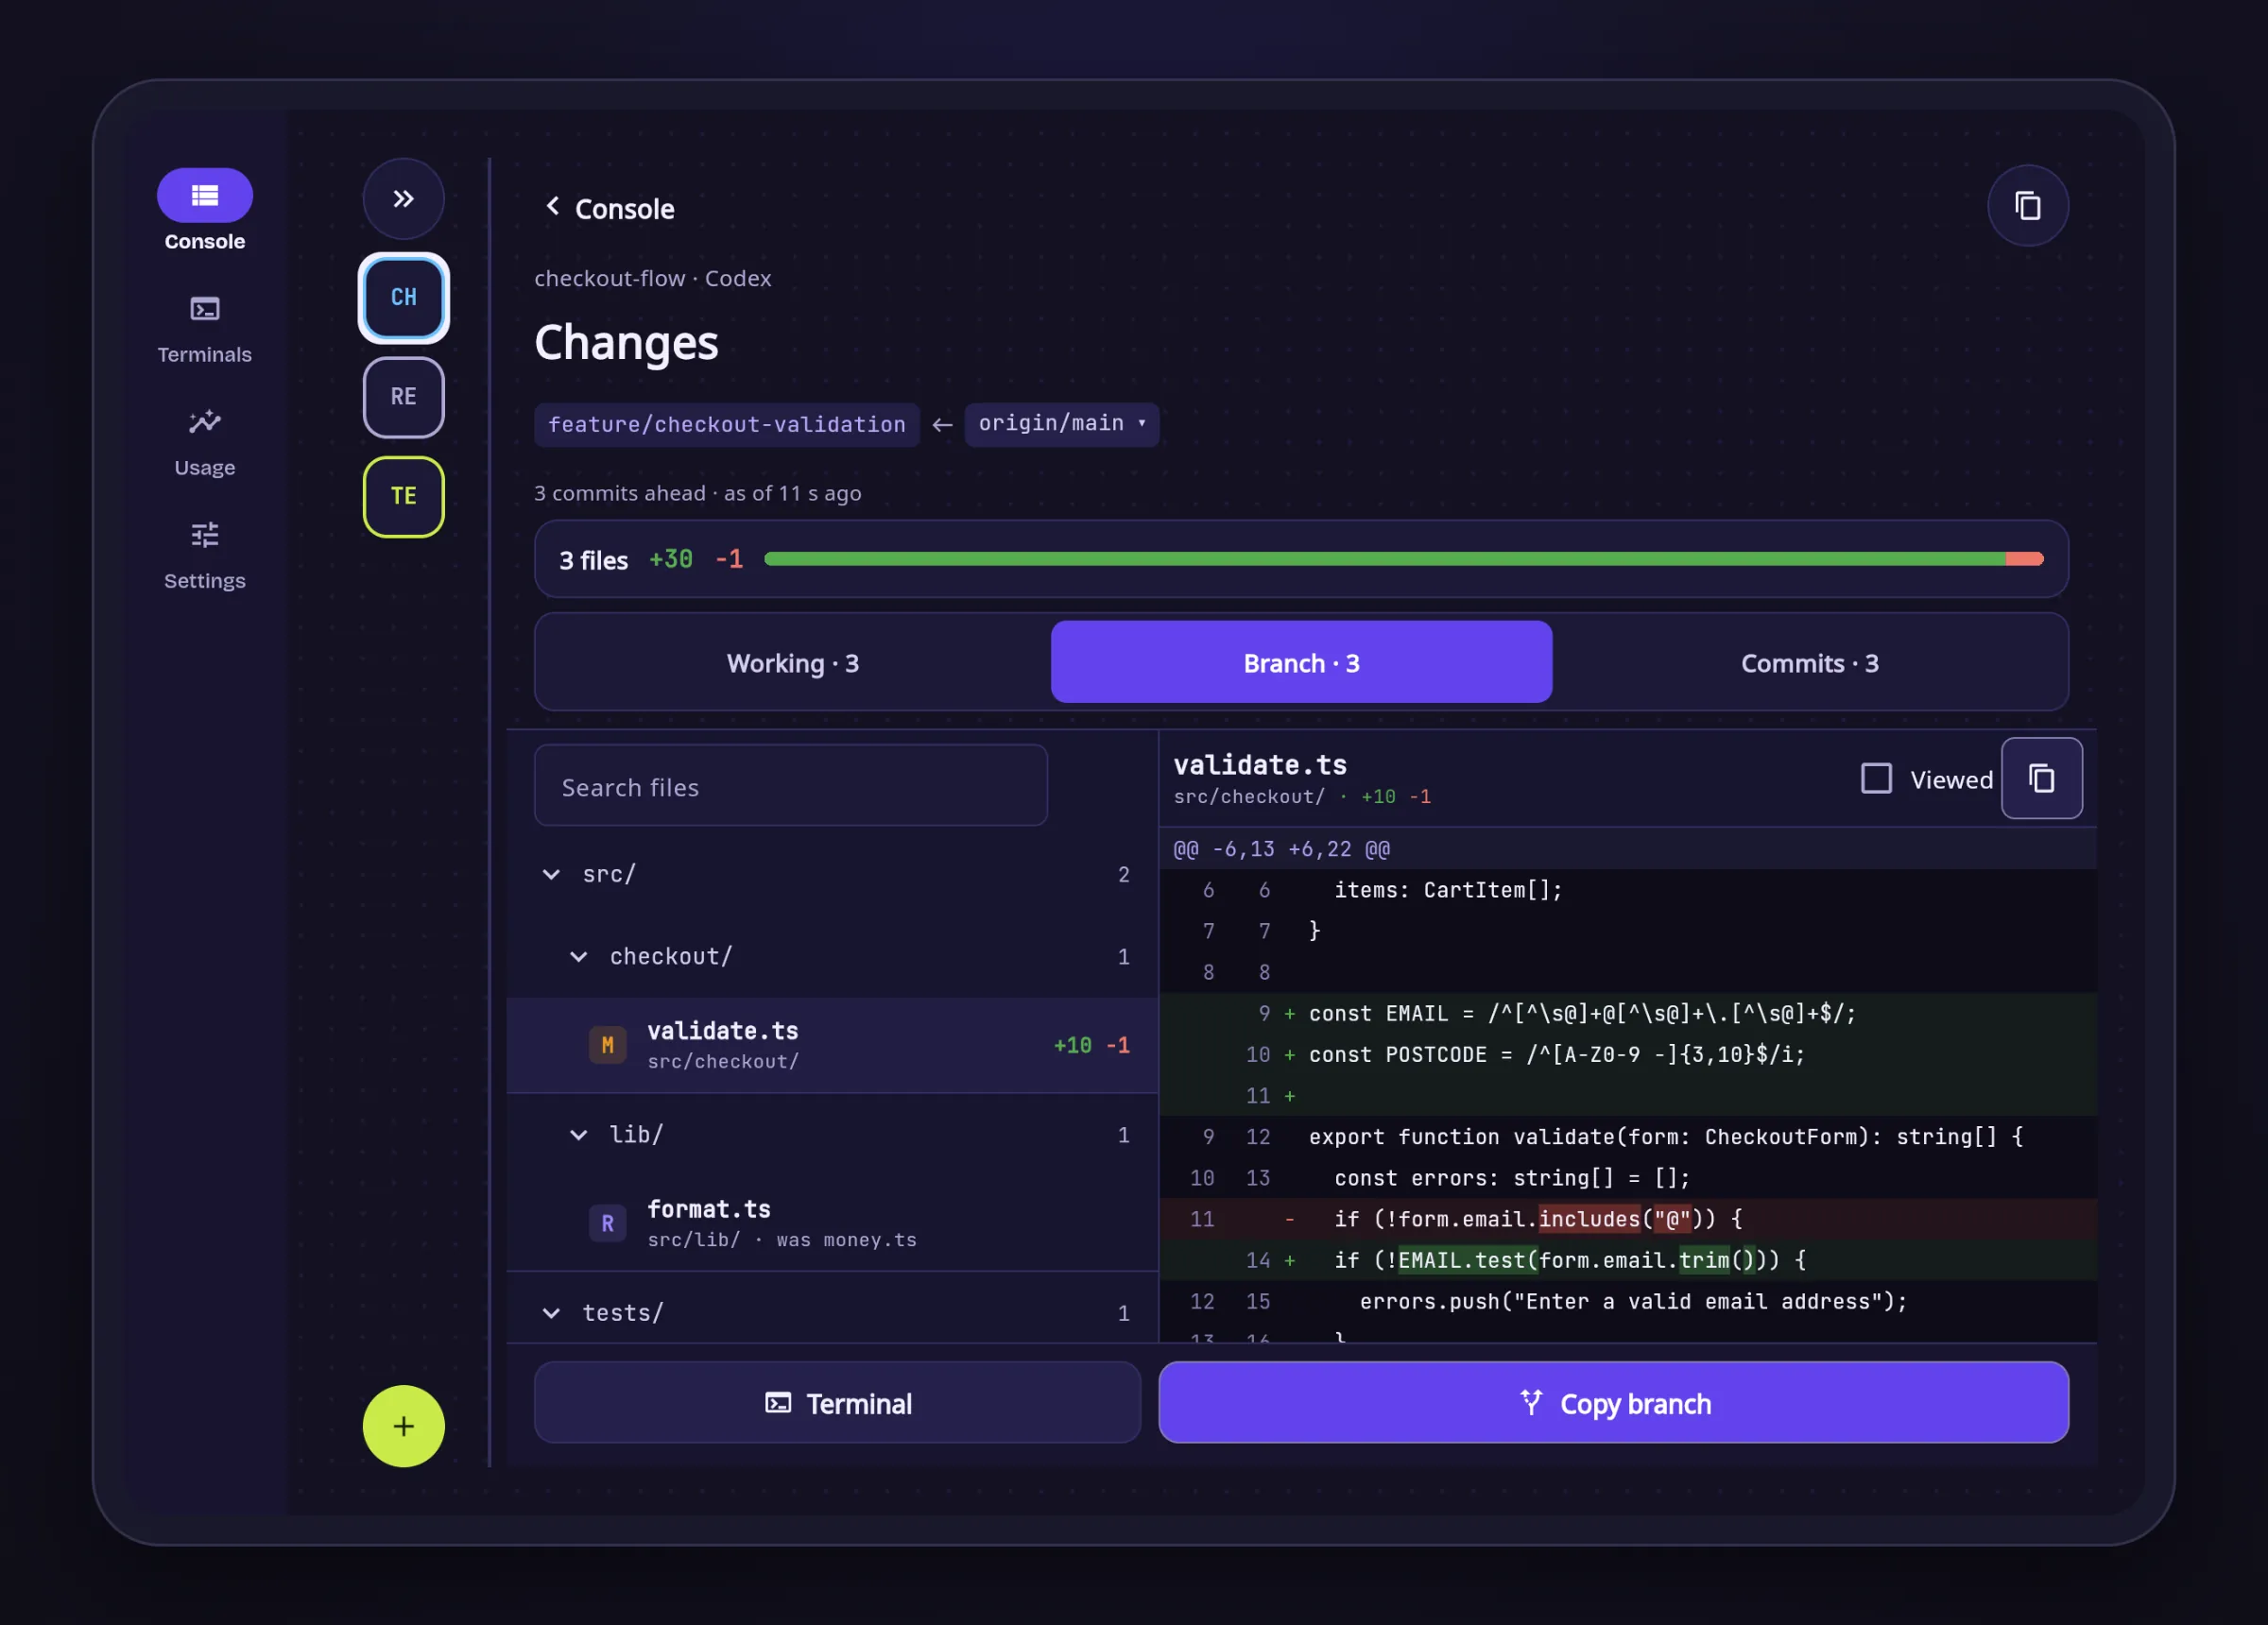 Console
Terminals
Usage
Settings
CH
RE
TE
+
Console
checkout-flow · Codex
Changes
feature/checkout-validation ← origin/main ▾
3 commits ahead · as of 11 s ago
3 files +30 -1
Working · 3
Branch · 3
Commits · 3
Search files
src/ 2
checkout/ 1
M validate.ts +10 -1
src/checkout/
lib/ 1
R format.ts
src/lib/ · was money.ts
tests/ 1
validate.ts
src/checkout/ · +10 -1
Viewed
@@ -6,13 +6,22 @@
6 6 items: CartItem[];
7 7 }
8 8
9 + const EMAIL = /^[^\s@]+@[^\s@]+\.[^\s@]+$/;
10 + const POSTCODE = /^[A-Z0-9 -]{3,10}$/i;
11 +
9 12 export function validate(form: CheckoutForm): string[] {
10 13 const errors: string[] = [];
11 - if (!form.email.includes("@")) {
14 + if (!EMAIL.test(form.email.trim())) {
12 15 errors.push("Enter a valid email address");
13 16 }
Terminal
Copy branch